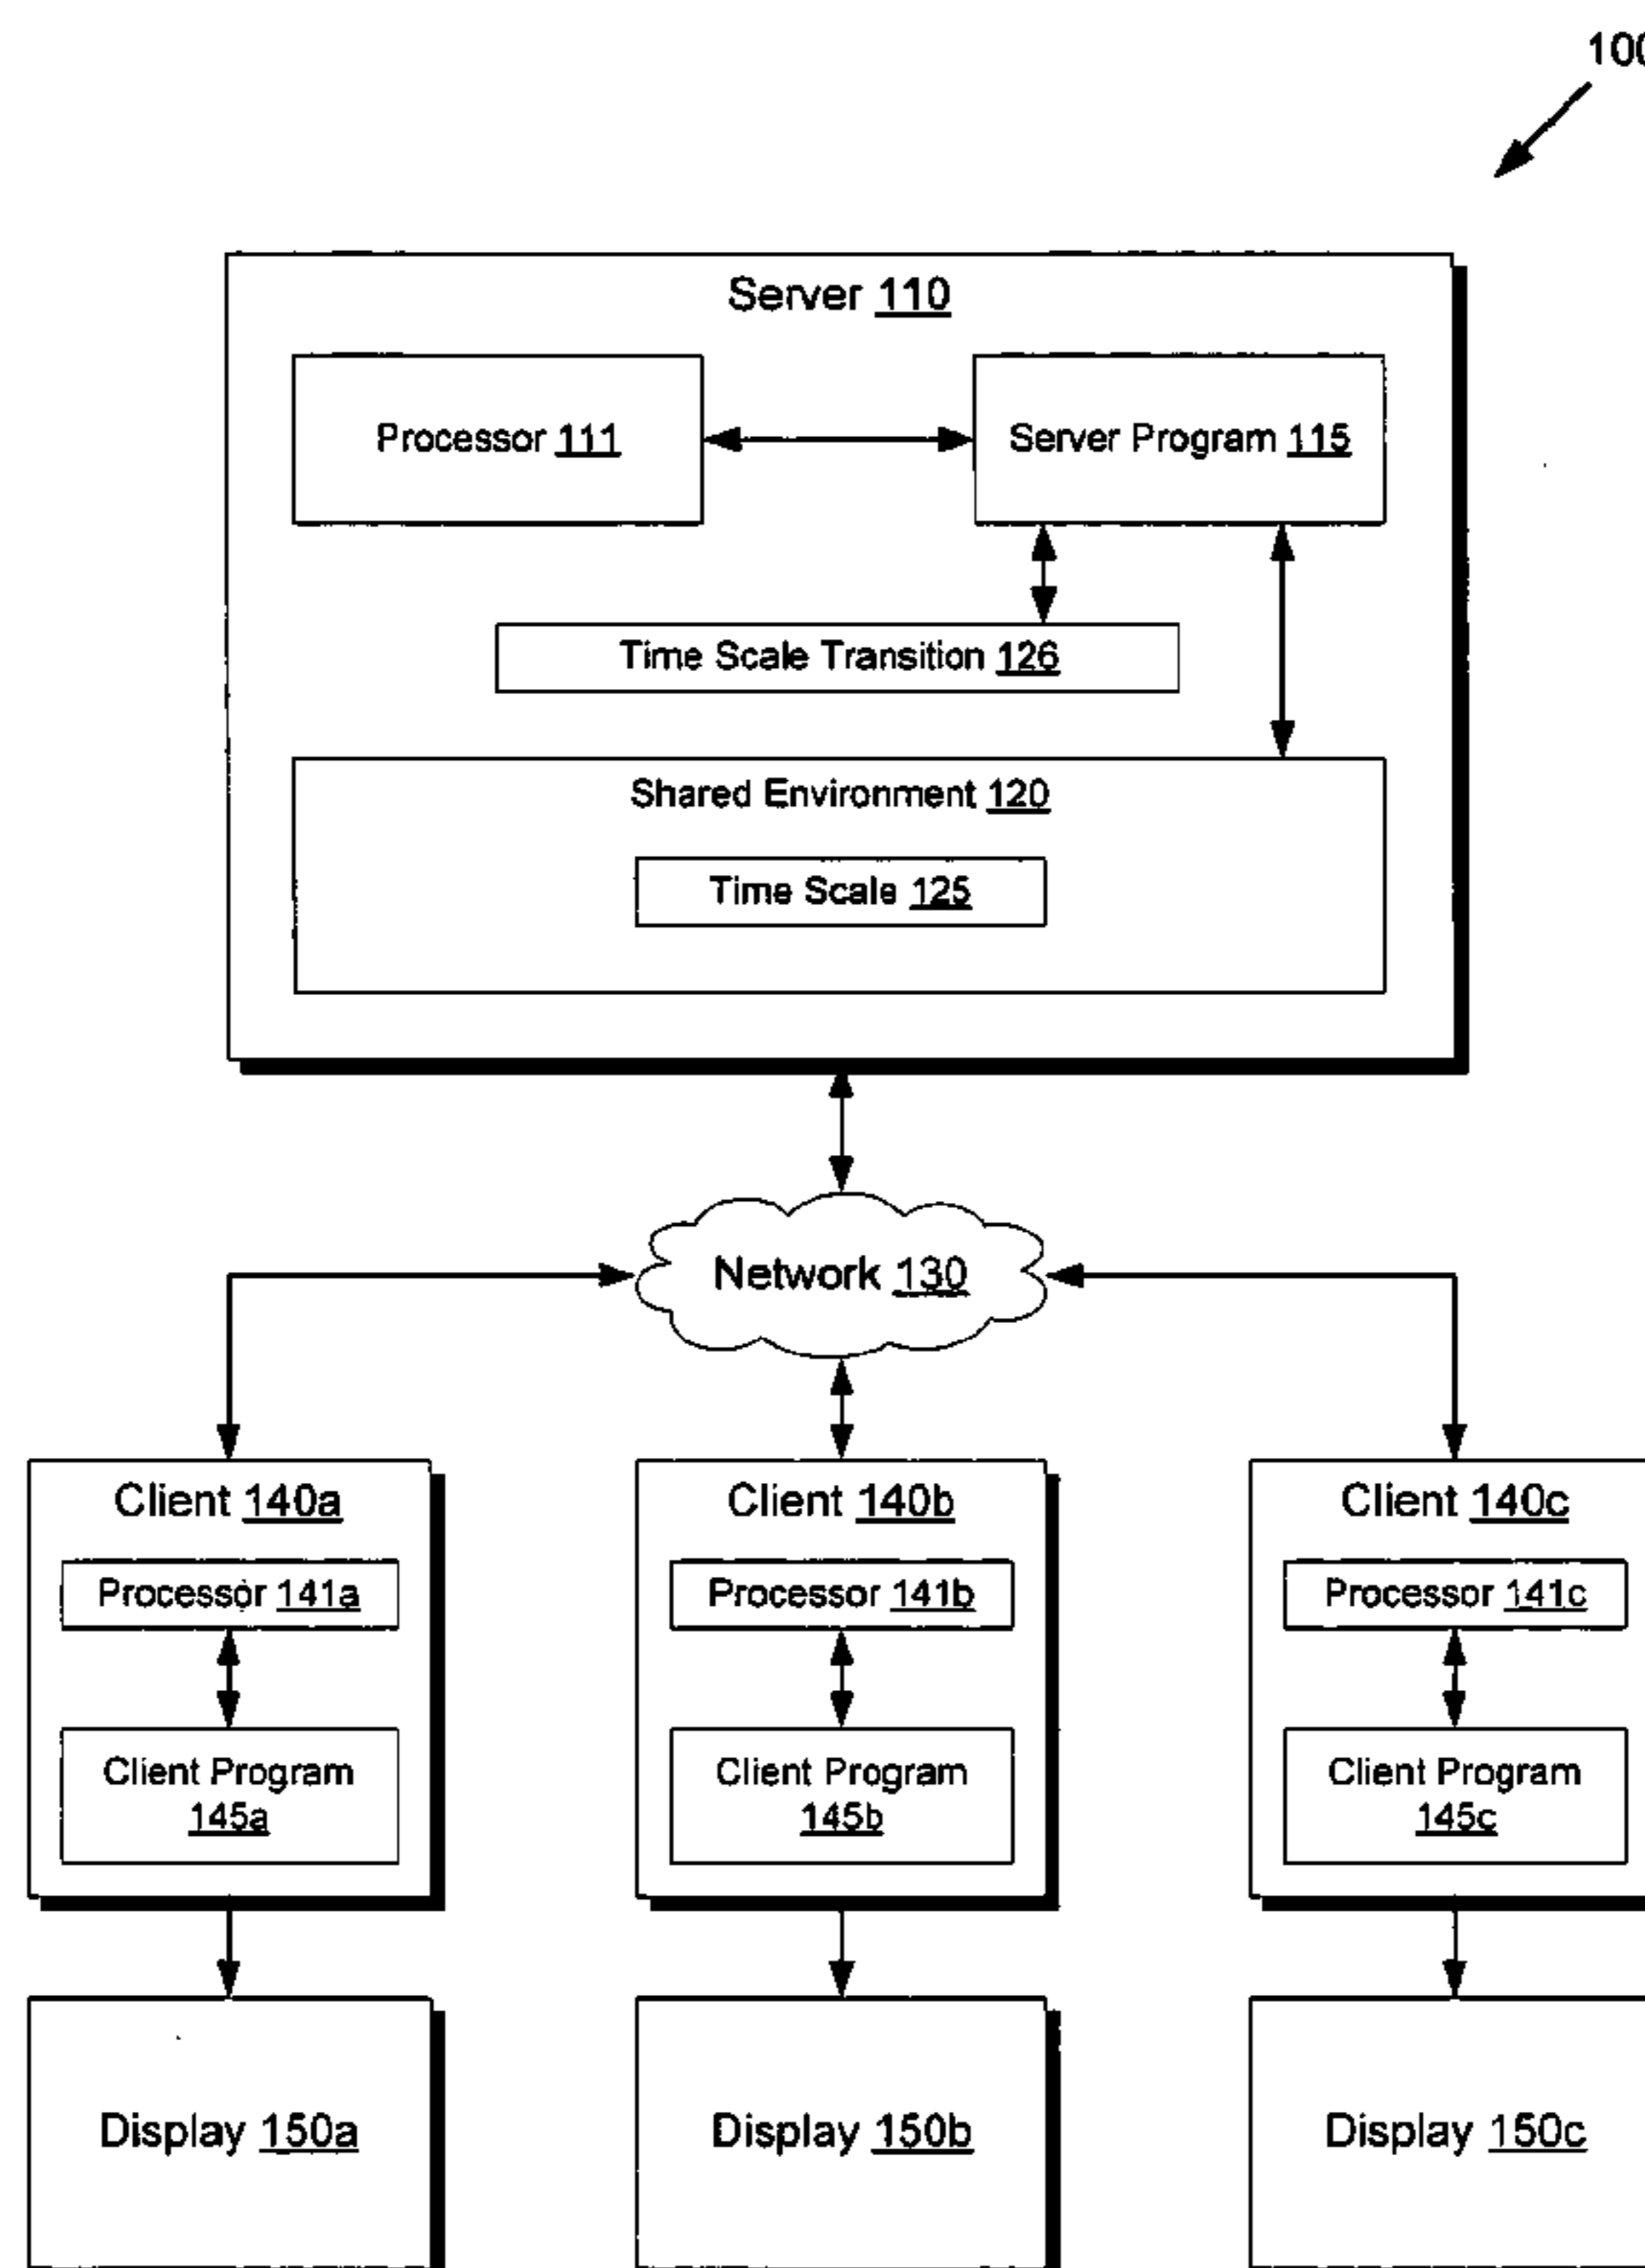 100
Server 110
Processor 111
Server Program 115
Time Scale Transition 126
Shared Environment 120
Time Scale 125
Network 130
Client 140a
Processor 141a
Client Program
145a
Client 140b
Processor 141b
Client Program
145b
Client 140c
Processor 141c
Client Program
145c
Display 150a
Display 150b
Display 150c